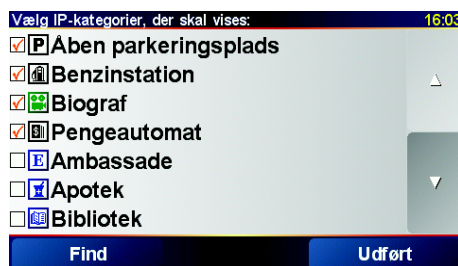 Vælg IP-kategorier, der skal vises: 16:03
P Åben parkeringsplads
Benzinstation
Biograf
Pengeautomat
E Ambassade
Apotek
Bibliotek
Find Udført